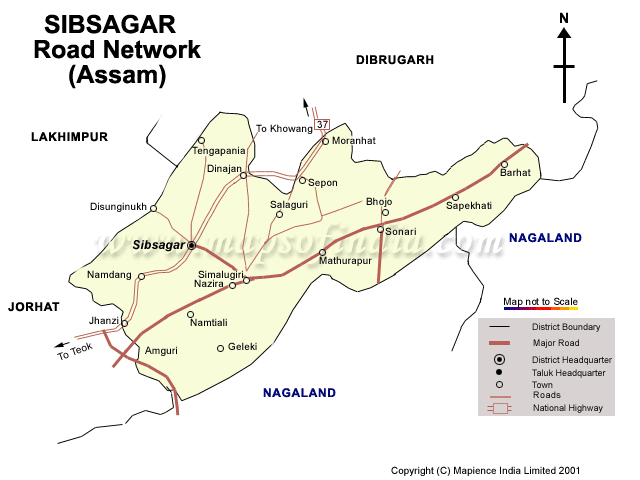 SIBSAGAR
Road Network
(Assam)
N
DIBRUGARH
LAKHIMPUR
To Khowang
37
Moranhat
Tengapania
Dinajan
Barhat
Sepon
Disunginukh
Salaguri
Bhojo
Sapekhati
Sibsagar
www.mapsofindia.com
Sonari
NAGALAND
Mathurapur
Namdang
Simalugiri
Nazira
JORHAT
Jhanzi
Namtiali
To Teok
Amguri
Geleki
NAGALAND
Map not to Scale
District Boundary
Major Road
District Headquarter
Taluk Headquarter
Town
Roads
National Highway
Copyright (C) Mapience India Limited 2001